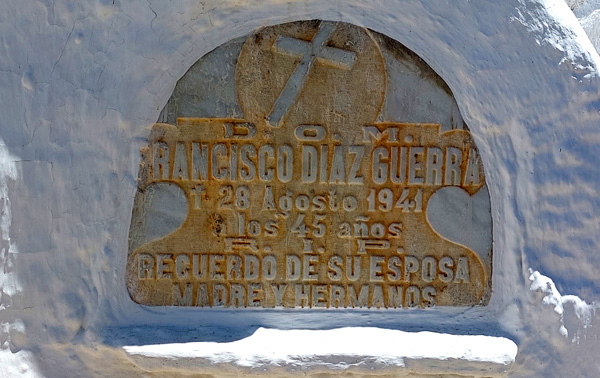 D. O. M.
FRANCISCO DIAZ GUERRA
† 28 Agosto 1941
a los 45 años
R. I. P.
RECUERDO DE SU ESPOSA
MADRE Y HERMANOS